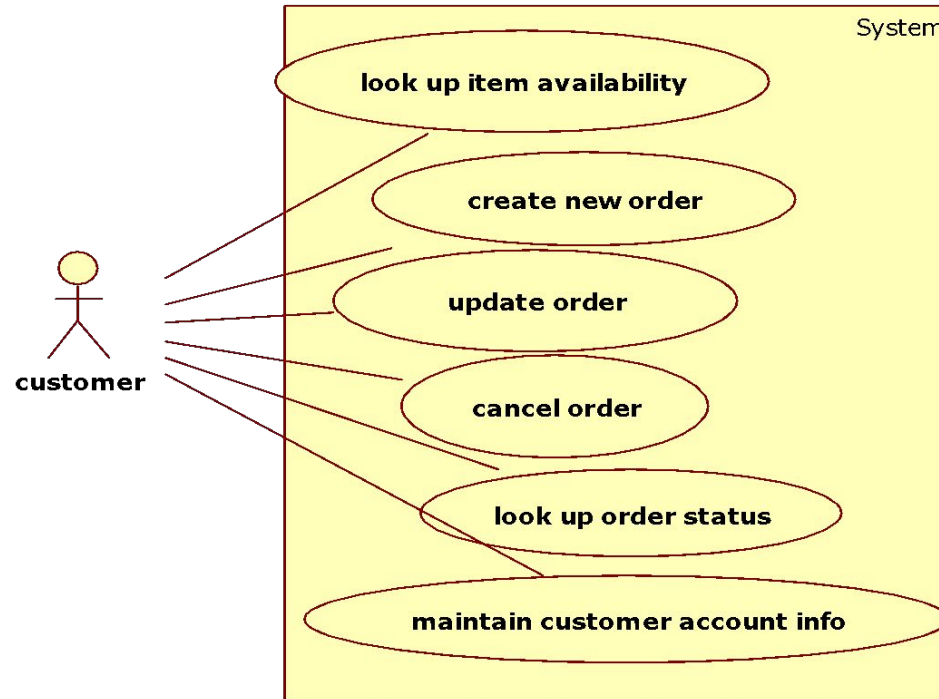 System
look up item availability
create new order
update order
customer
cancel order
look up order status
maintain customer account info